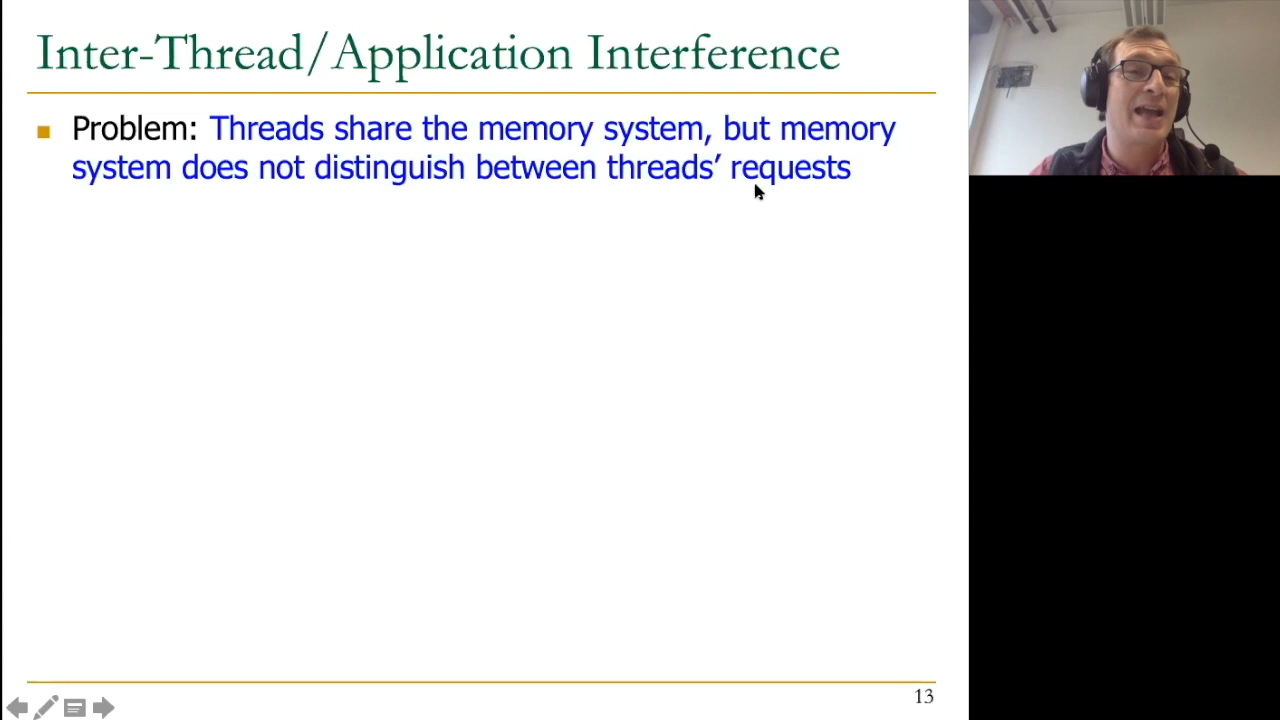 Inter-Thread/Application Interference
Problem: Threads share the memory system, but memory
system does not distinguish between threads’ requests
13